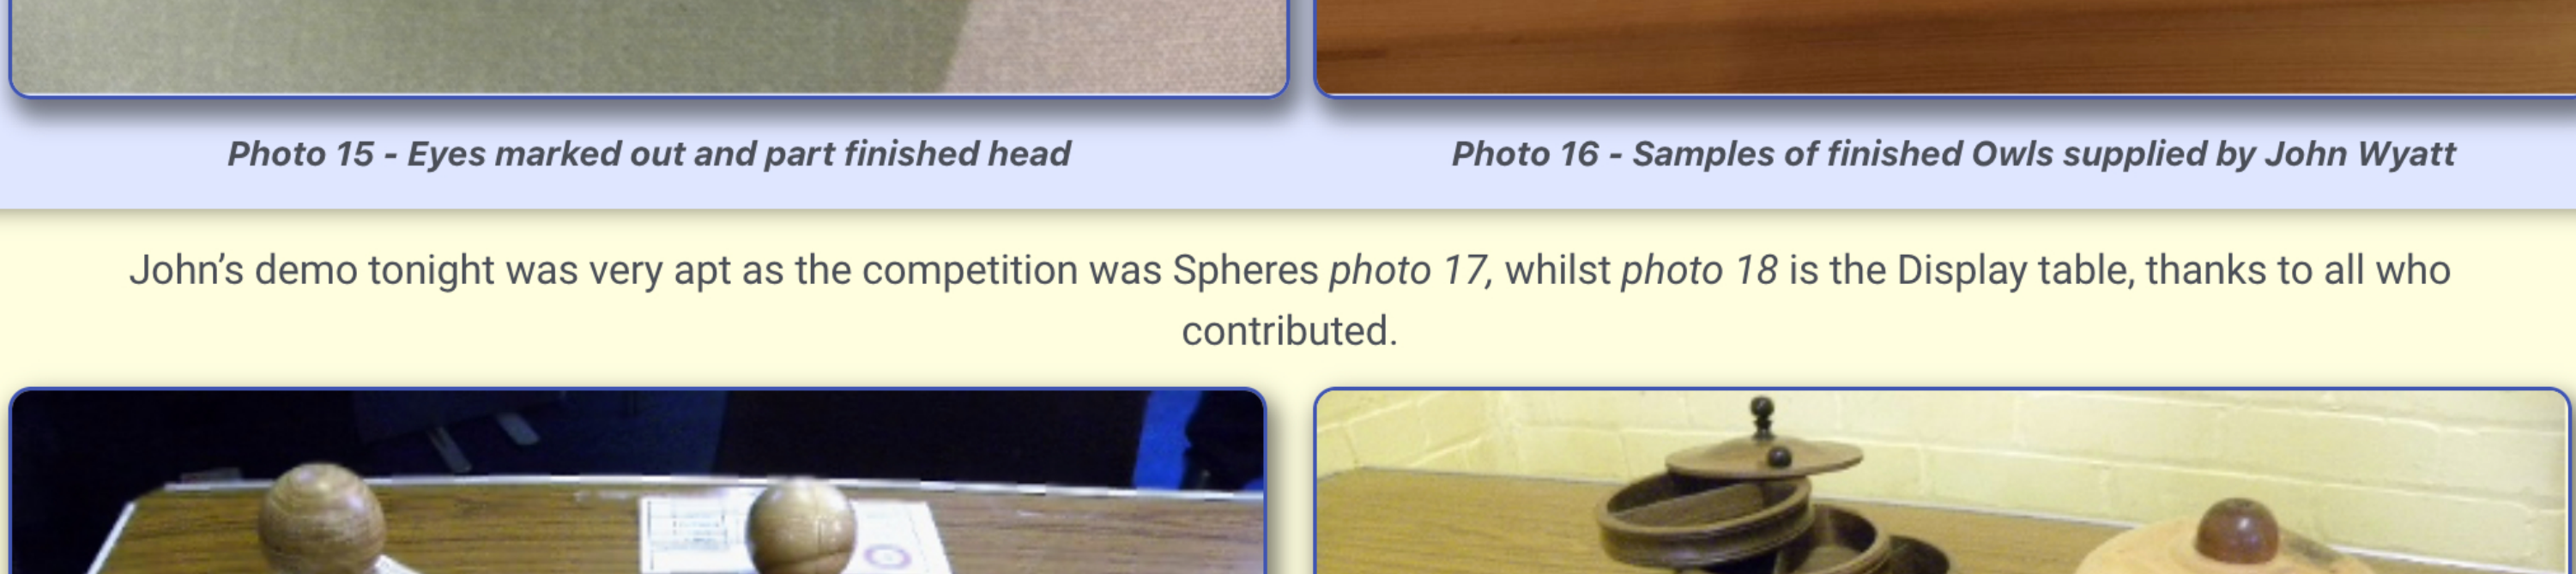 Photo 15 - Eyes marked out and part finished head
Photo 16 - Samples of finished Owls supplied by John Wyatt
John’s demo tonight was very apt as the competition was Spheres photo 17, whilst photo 18 is the Display table, thanks to all who
contributed.